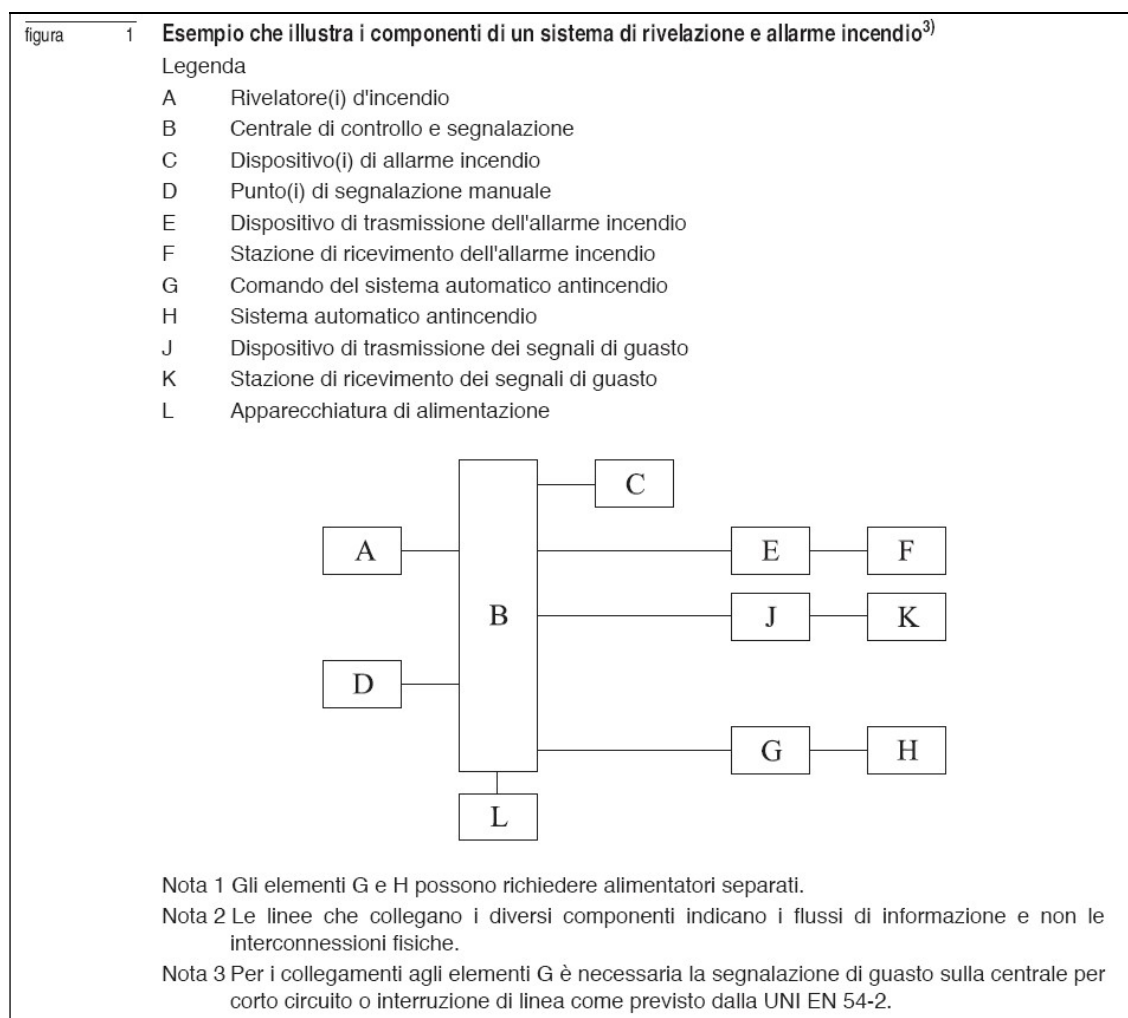 figura 1 Esempio che illustra i componenti di un sistema di rivelazione e allarme incendio3)
Legenda
A Rivelatore(i) d'incendio
B Centrale di controllo e segnalazione
C Dispositivo(i) di allarme incendio
D Punto(i) di segnalazione manuale
E Dispositivo di trasmissione dell'allarme incendio
F Stazione di ricevimento dell'allarme incendio
G Comando del sistema automatico antincendio
H Sistema automatico antincendio
J Dispositivo di trasmissione dei segnali di guasto
K Stazione di ricevimento dei segnali di guasto
L Apparecchiatura di alimentazione
C
A E F
B J K
D
G H
L
Nota 1 Gli elementi G e H possono richiedere alimentatori separati.
Nota 2 Le linee che collegano i diversi componenti indicano i flussi di informazione e non le
interconnessioni fisiche.
Nota 3 Per i collegamenti agli elementi G è necessaria la segnalazione di guasto sulla centrale per
corto circuito o interruzione di linea come previsto dalla UNI EN 54-2.